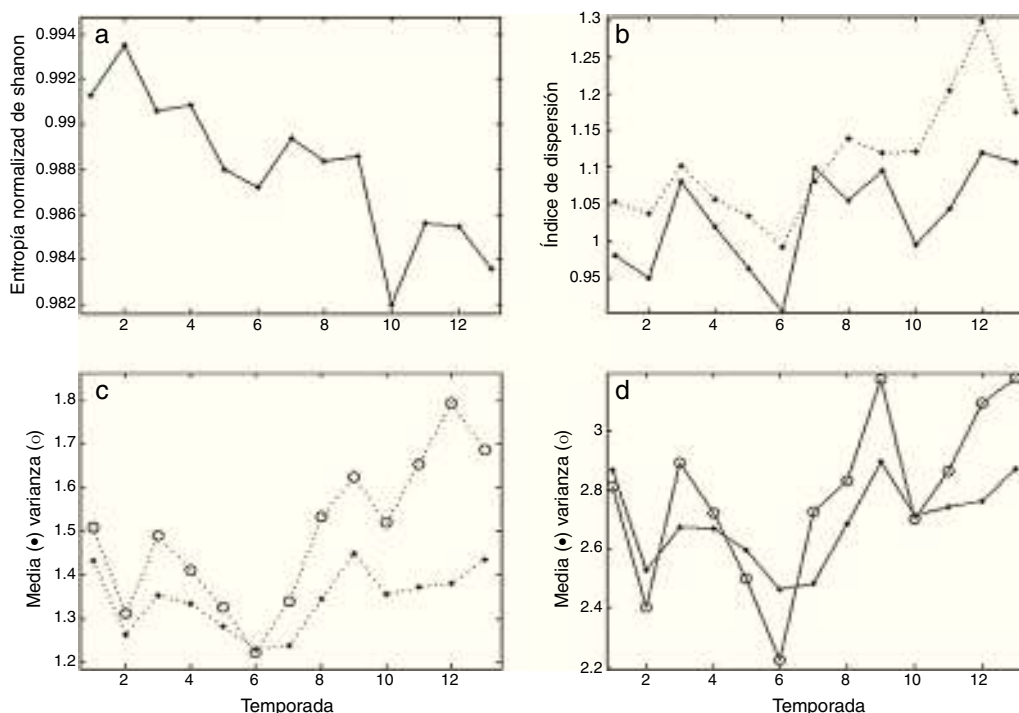 a
0.994
0.992
0.99
0.988
0.986
0.984
0.982
Entropía normalizad de shanon
2 4 6 8 10 12
b
1.3
1.25
1.2
1.15
1.1
1.05
1
0.95
Índice de dispersión
2 4 6 8 10 12
c
1.8
1.7
1.6
1.5
1.4
1.3
1.2
Media (•) varianza (o)
2 4 6 8 10 12
Temporada
d
3
2.8
2.6
2.4
2.2
Media (•) varianza (o)
2 4 6 8 10 12
Temporada